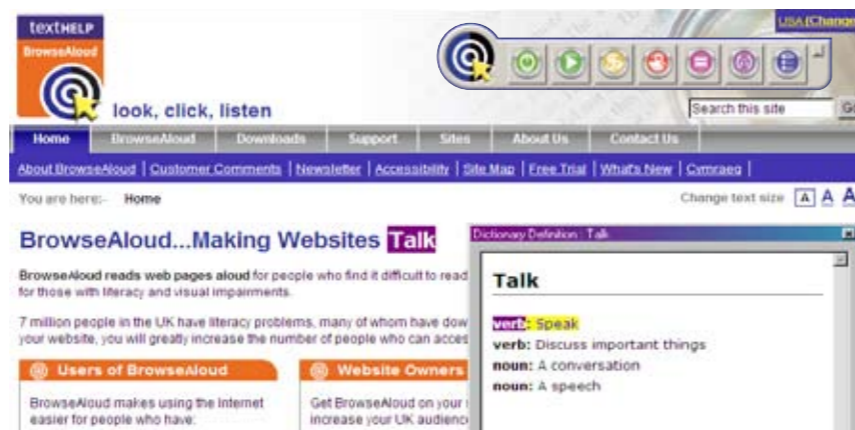 textHELP
BrowseAloud
USA (Change
look, click, listen
Search this site
Home BrowseAloud Downloads Support Sites About Us Contact Us
About BrowseAloud | Customer Comments | Newsletter | Accessibility | Site Map | Free Trial | What's New | Cymraeg |
You are here:- Home
Change text size A A A
BrowseAloud...Making Websites Talk
BrowseAloud reads web pages aloud for people who find it difficult to read
for those with literacy and visual impairments.
7 million people in the UK have literacy problems, many of whom have dow
your website, you will greatly increase the number of people who can acces
Users of BrowseAloud
BrowseAloud makes using the Internet
easier for people who have:
Website Owners
Get BrowseAloud on your
increase your UK audienc
Dictionary Definition : Talk
Talk
verb: Speak
verb: Discuss important things
noun: A conversation
noun: A speech